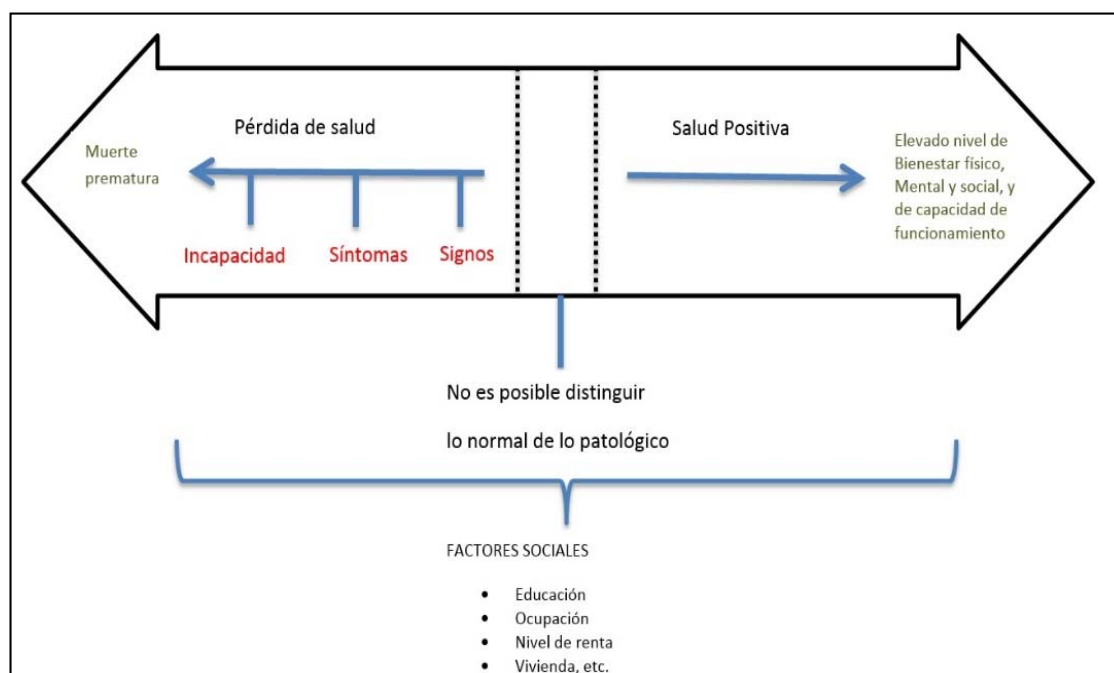 Pérdida de salud
Salud Positiva
Muerte
prematura
Elevado nivel de
Bienestar físico,
Mental y social, y
de capacidad de
funcionamiento
Incapacidad
Síntomas
Signos
No es posible distinguir
lo normal de lo patológico
FACTORES SOCIALES
• Educación
• Ocupación
• Nivel de renta
• Vivienda, etc.